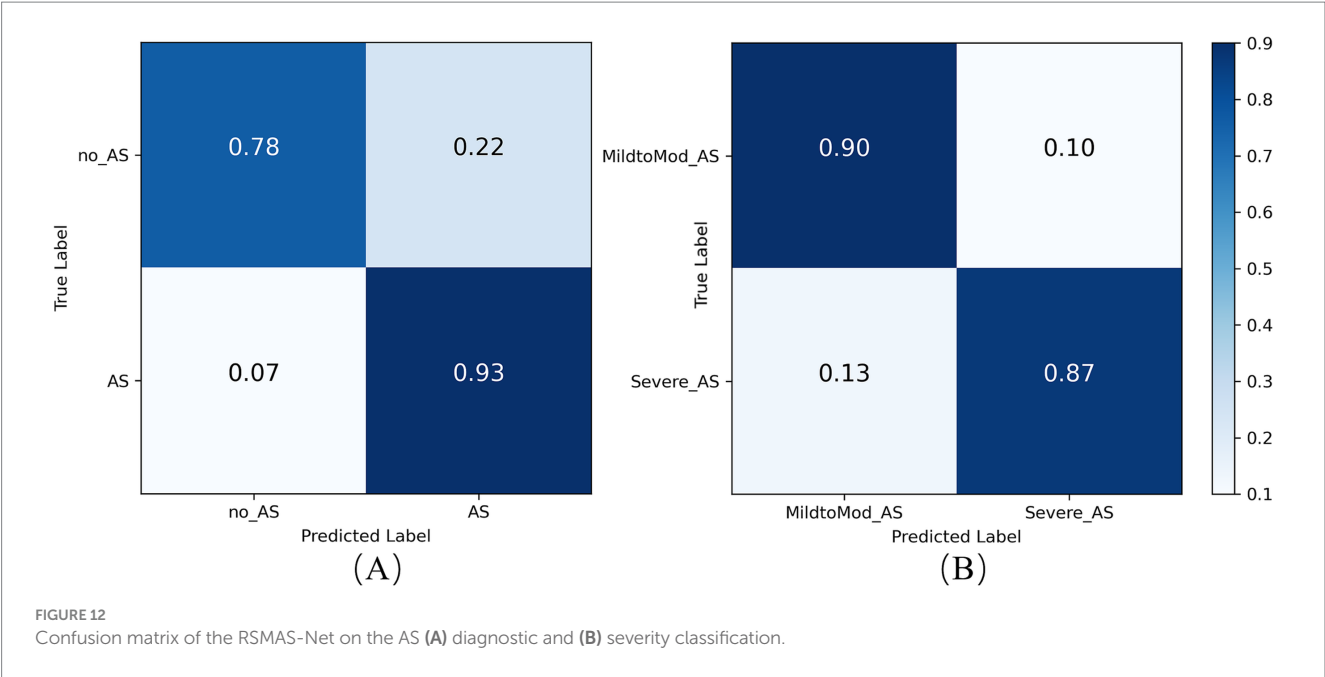 no_AS
0.78
0.22
AS
0.07
0.93
True Label
no_AS
AS
Predicted Label
(A)
MildtoMod_AS
0.90
0.10
Severe_AS
0.13
0.87
True Label
MildtoMod_AS
Severe_AS
Predicted Label
(B)
0.9
0.8
0.7
0.6
0.5
0.4
0.3
0.2
0.1
FIGURE 12
Confusion matrix of the RSMAS-Net on the AS (A) diagnostic and (B) severity classification.